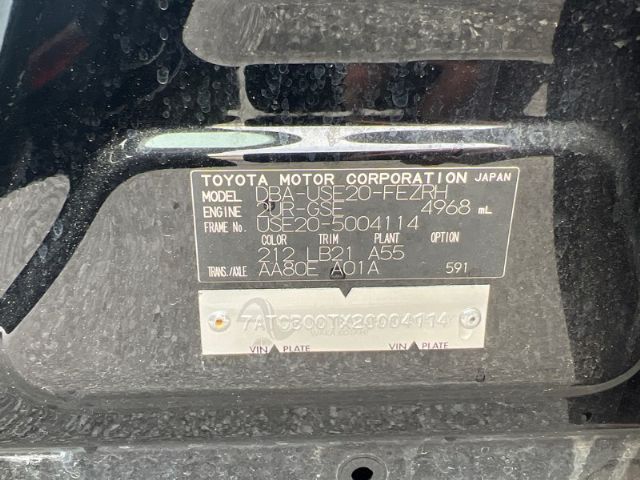 TOYOTA MOTOR CORPORATION JAPAN
MODEL DBA-USE20-FEZRH
ENGINE 2UR-GSE 4968 mL
FRAME No. USE20-5004114
COLOR TRIM PLANT OPTION
212 LB21 A55
TRANS./AXLE AA80E A01A 591
7AT0B00TX20004114
VIN PLATE VIN PLATE